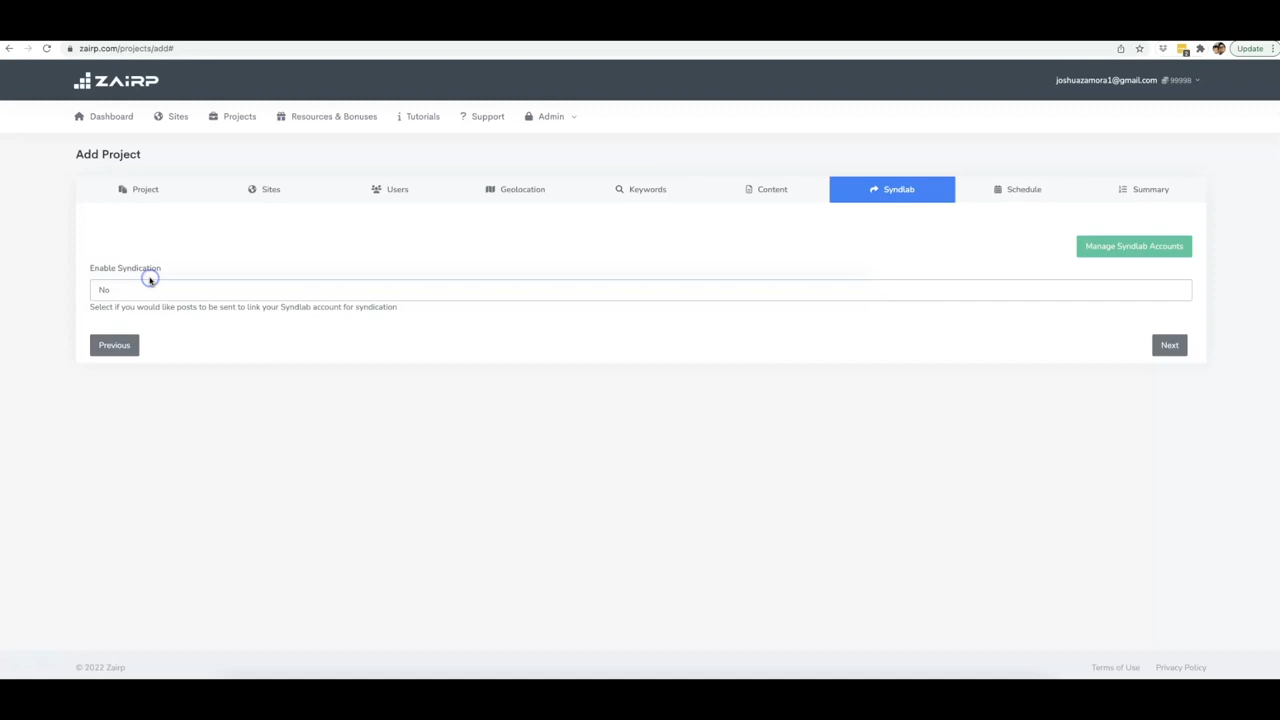 zairp.com/projects/add#
Update
ZAIRP
joshuazamora1@gmail.com 99998
Dashboard Sites Projects Resources & Bonuses Tutorials Support Admin
Add Project
Project Sites Users Geolocation Keywords Content Syndlab Schedule Summary
Manage Syndlab Accounts
Enable Syndication
No
Select if you would like posts to be sent to link your Syndlab account for syndication
Previous Next
© 2022 Zairp Terms of Use Privacy Policy